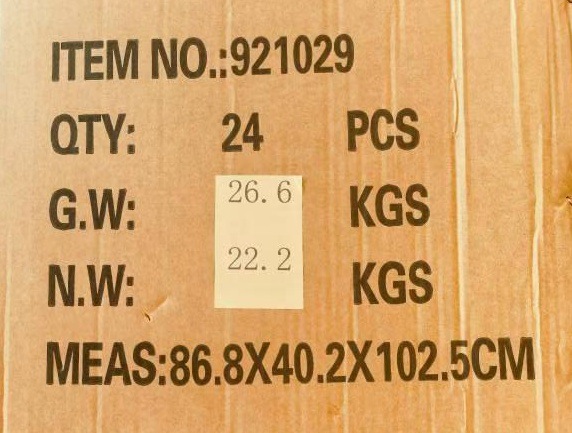 ITEM NO.:921029
QTY: 24 PCS
G.W: 26.6 KGS
N.W: 22.2 KGS
MEAS:86.8X40.2X102.5CM